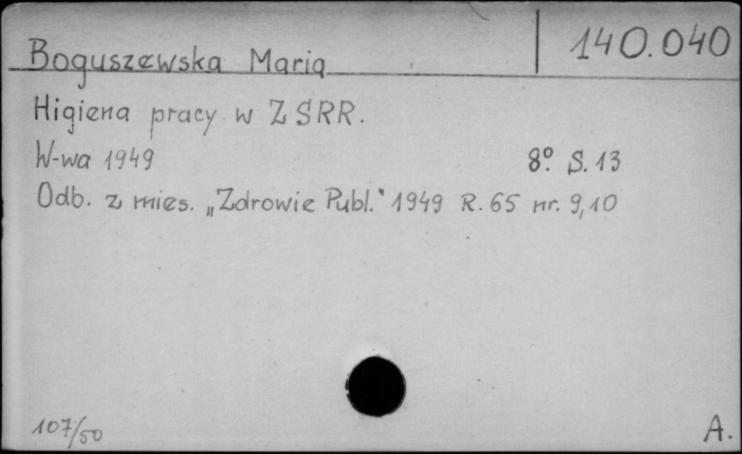 140.040
Boguszewska Maria
Higiena pracy w ZSRR.
W-wa 1949 8° S. 13
Odb. z mies. „Zdrowie Publ." 1949 R. 65 nr. 9,10
107/50 A.